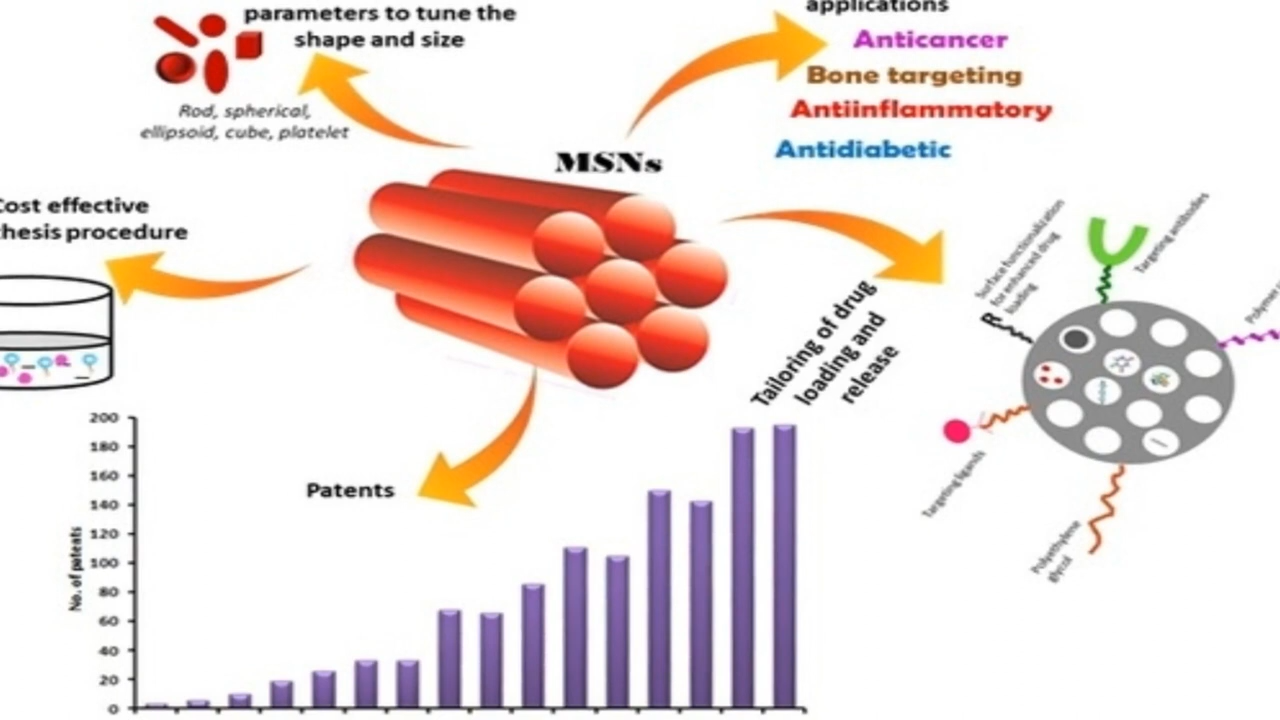 parameters to tune the
shape and size
Rod, spherical,
ellipsoid, cube, platelet
applications
Anticancer
Bone targeting
Antiinflammatory
Antidiabetic
MSNs
Cost effective
thesis procedure
Tailoring of drug
loading and
release
Surface functionalization
for enhanced drug
loading
R
Targeting antibodies
Polymer
Targeting ligands
Polyethylene
glycol
Patents
No. of patents
200
180
160
140
120
100
80
60
40
20
0